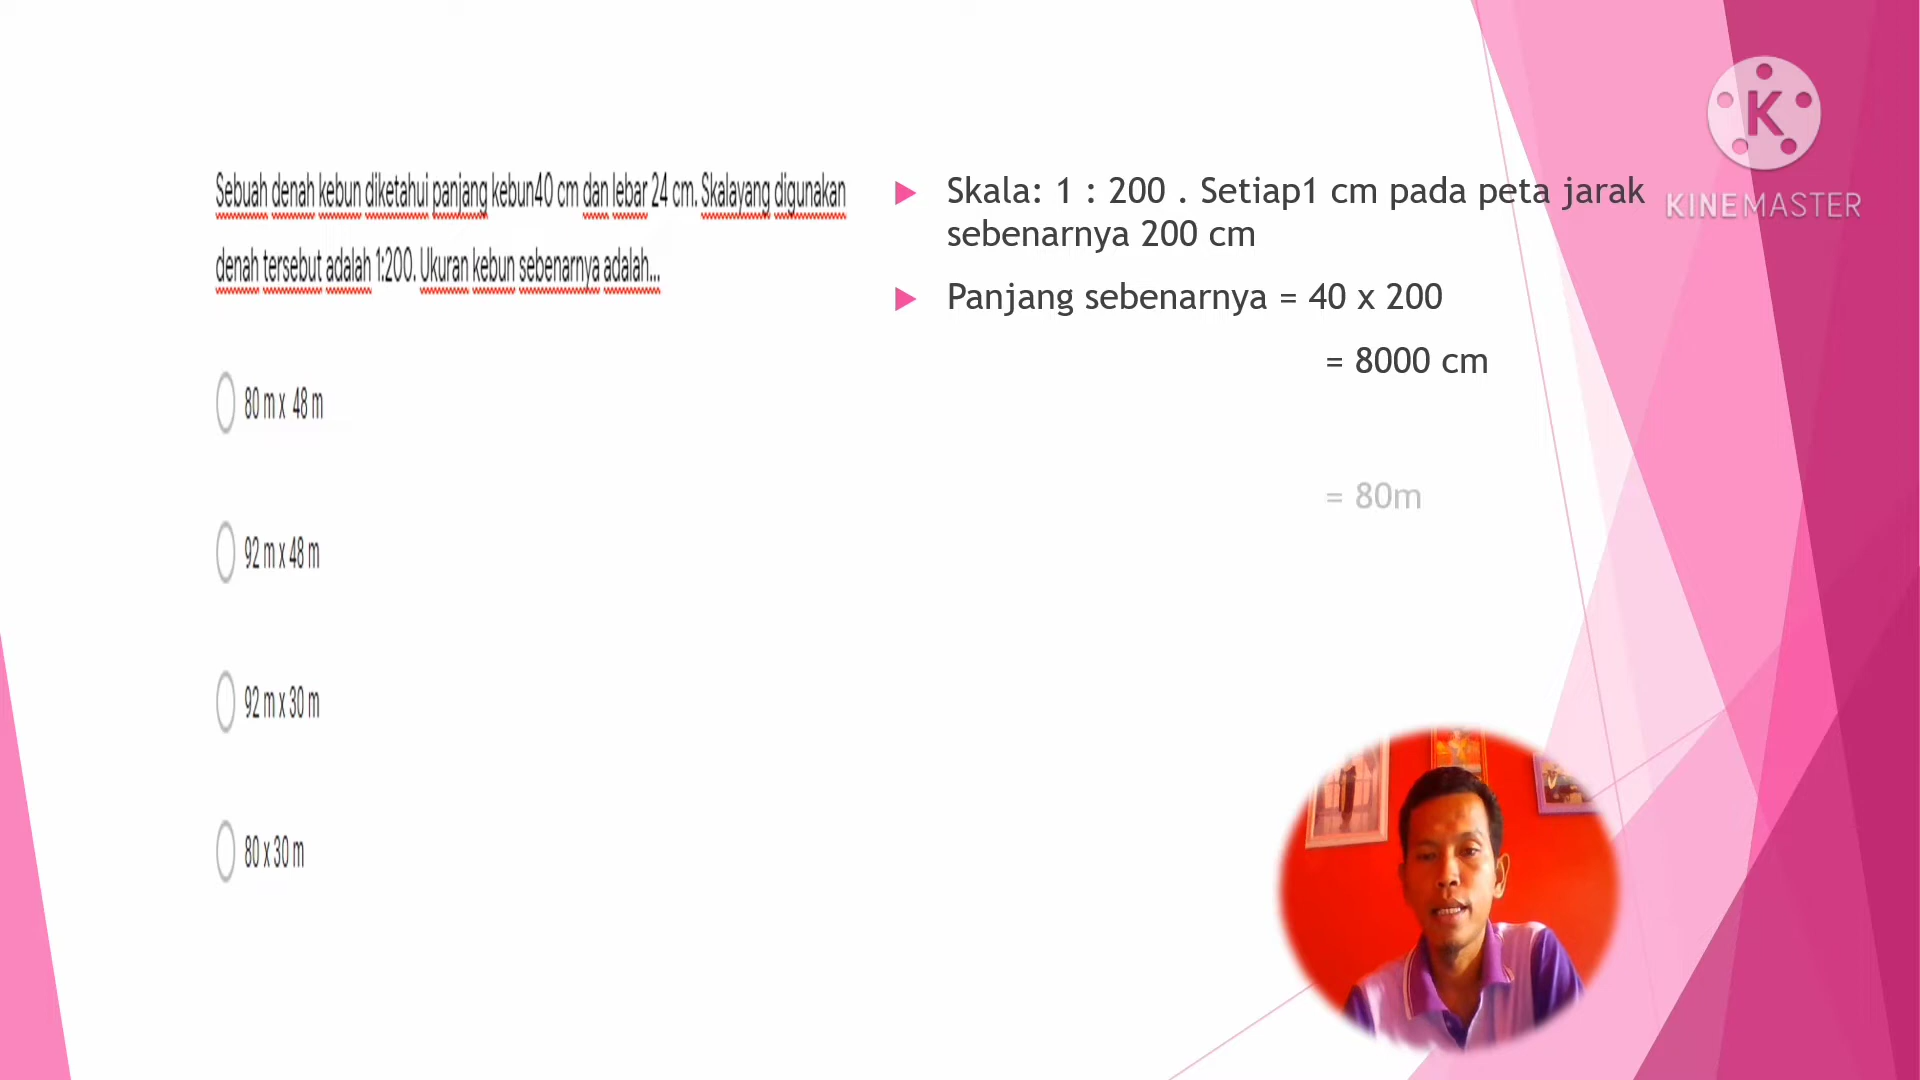 Sebuah denah kebun diketahui panjang kebun40 cm dan lebar 24 cm. Skalayang digunakan
denah tersebut adalah 1:200. Ukuran kebun sebenarnya adalah...
80 m x 48 m
92 m x 48 m
92 m x 30 m
80 x 30 m
Skala: 1 : 200 . Setiap1 cm pada peta jarak
sebenarnya 200 cm
Panjang sebenarnya = 40 x 200
= 8000 cm
= 80m
K
KINEMASTER